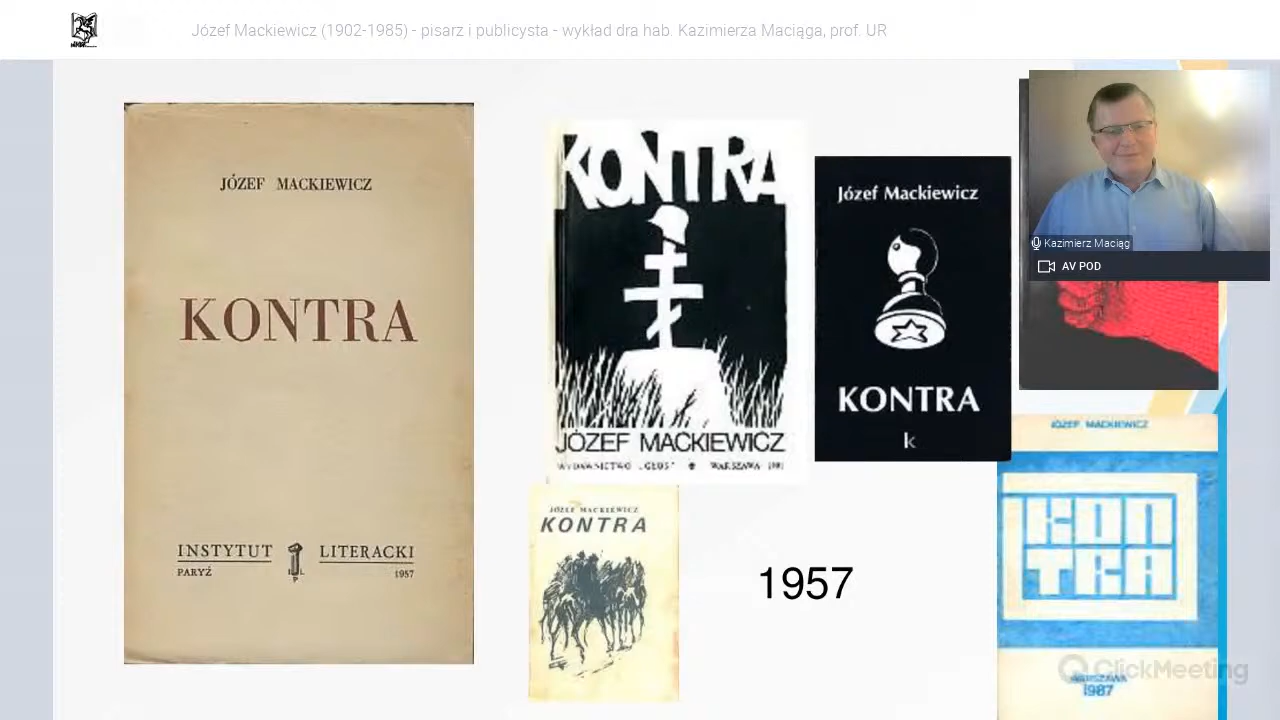 Józef Mackiewicz (1902-1985) - pisarz i publicysta - wykład dra hab. Kazimierza Maciąga, prof. UR
JÓZEF MACKIEWICZ
KONTRA
INSTYTUT LITERACKI
PARYŻ 1957
KONTRA
JÓZEF MACKIEWICZ
WYDAWNICTWO „GŁOS” WARSZAWA
Józef Mackiewicz
KONTRA
k
JÓZEF MACKIEWICZ
KONTRA
1957
Kazimierz Maciąg
AV POD
JÓZEF MACKIEWICZ
KON
TRA
WARSZAWA
1987
ClickMeeting